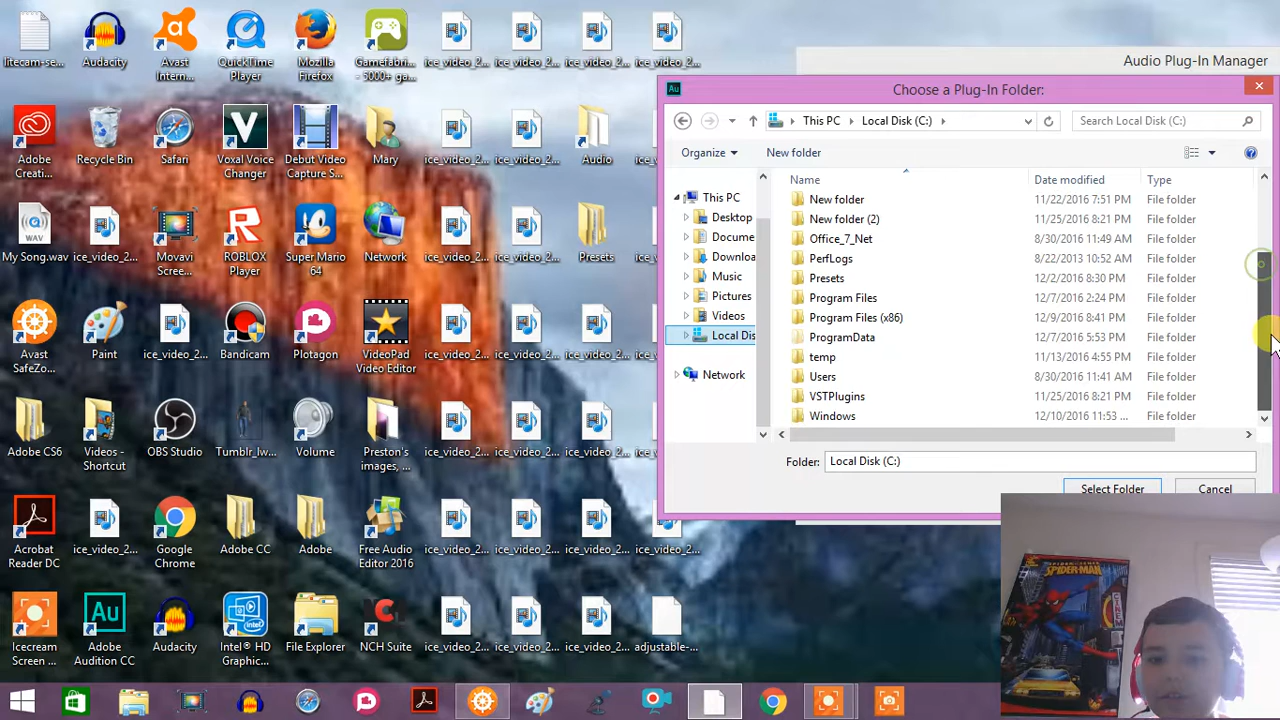 litecam-se...
Audacity
Avast
Intern...
QuickTime
Player
Mozilla
Firefox
Gamefabri...
- 5000+ ga...
ice_video_2...
ice_video_2...
ice_video_2...
ice_video_2...
Adobe
Creati...
Recycle Bin
Safari
Voxal Voice
Changer
Debut Video
Capture S...
Mary
ice_video_2...
ice_video_2...
Audio
My Song.wav
ice_video_2...
Movavi
Scree...
ROBLOX
Player
Super Mario
64
Network
ice_video_2...
ice_video_2...
Presets
Avast
SafeZo...
Paint
ice_video_2...
Bandicam
Plotagon
VideoPad
Video Editor
ice_video_2...
ice_video_2...
ice_video_2...
Adobe CS6
Videos -
Shortcut
OBS Studio
Tumblr_lw...
Volume
Preston's
images, ...
ice_video_2...
ice_video_2...
ice_video_2...
Acrobat
Reader DC
ice_video_2...
Google
Chrome
Adobe CC
Adobe
Free Audio
Editor 2016
ice_video_2...
ice_video_2...
ice_video_2...
ice_video_2...
Icecream
Screen ...
Adobe
Audition CC
Audacity
Intel® HD
Graphic...
File Explorer
NCH Suite
ice_video_2...
ice_video_2...
ice_video_2...
adjustable-...
Audio Plug-In Manager
Au Choose a Plug-In Folder:
This PC Local Disk (C:)
Search Local Disk (C:)
Organize New folder
This PC
Desktop
Docume
Downloa
Music
Pictures
Videos
Local Dis
Network
Name Date modified Type
New folder 11/22/2016 7:51 PM File folder
New folder (2) 11/25/2016 8:21 PM File folder
Office_7_Net 8/30/2016 11:49 AM File folder
PerfLogs 8/22/2013 10:52 AM File folder
Presets 12/2/2016 8:30 PM File folder
Program Files 12/7/2016 2:24 PM File folder
Program Files (x86) 12/9/2016 8:41 PM File folder
ProgramData 12/7/2016 5:53 PM File folder
temp 11/13/2016 4:55 PM File folder
Users 8/30/2016 11:41 AM File folder
VSTPlugins 11/25/2016 8:21 PM File folder
Windows 12/10/2016 11:53 ... File folder
Folder: Local Disk (C:)
Select Folder Cancel
SPIDER-MAN